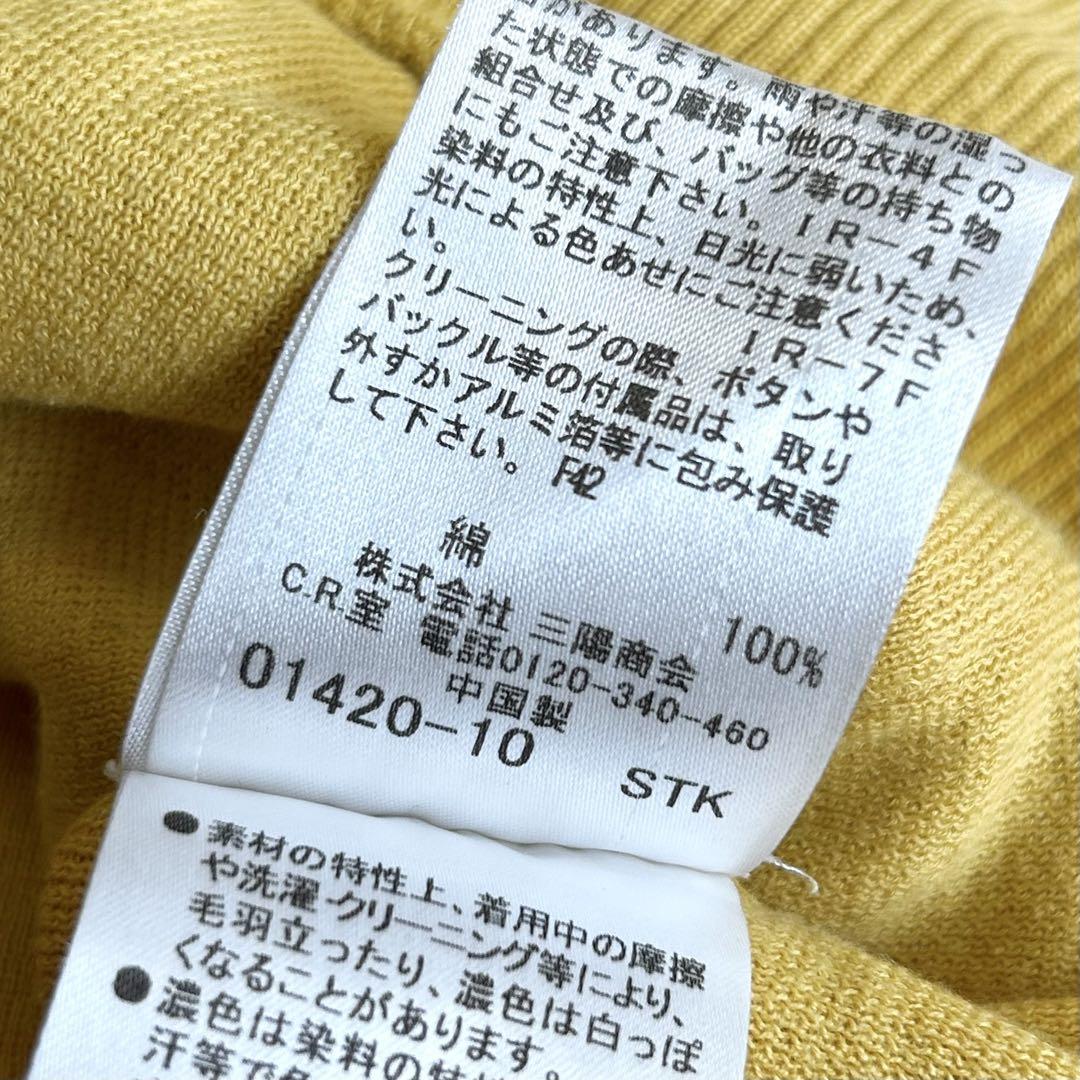 があります。雨や汗等の湿っ
た状態での摩擦や他の衣料との
組合せ及び、バッグ等の持ち物
にもご注意下さい。IR−4F
染料の特性上、日光に弱いため、
光による色あせにご注意くださ
い。 IR−7F
クリーニングの際、ボタンや
バックル等の付属品は、取り
外すかアルミ箔等に包み保護
して下さい。 F42
綿 100%
株式会社 三陽商会
C.R.室 電話0120-340-460
中国製
01420-10 STK
●素材の特性上、着用中の摩擦
や洗濯・クリーニング等により、
毛羽立ったり、濃色は白っぽ
くなることがあります。
●濃色は染料の特
汗等で